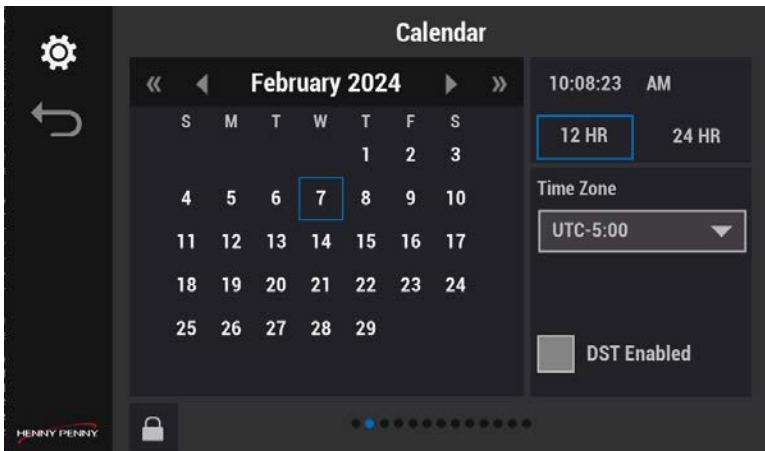 Calendar
« ◀ February 2024 ▶ »
S M T W T F S
1 2 3
4 5 6 7 8 9 10
11 12 13 14 15 16 17
18 19 20 21 22 23 24
25 26 27 28 29
10:08:23 AM
12 HR 24 HR
Time Zone
UTC-5:00
DST Enabled
HENNY PENNY